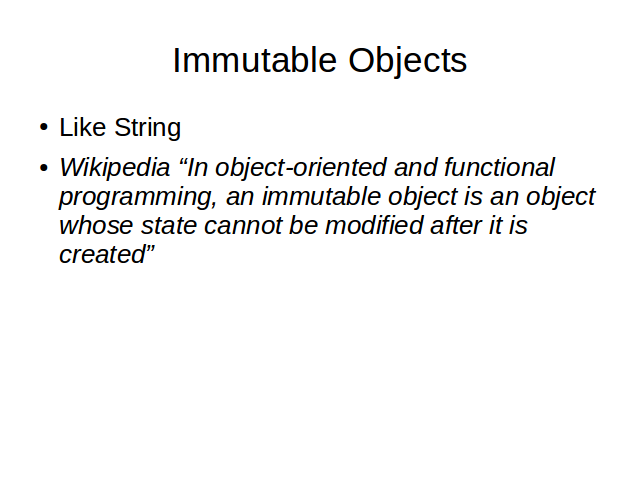 Immutable Objects
• Like String
• Wikipedia “In object-oriented and functional
programming, an immutable object is an object
whose state cannot be modified after it is
created”